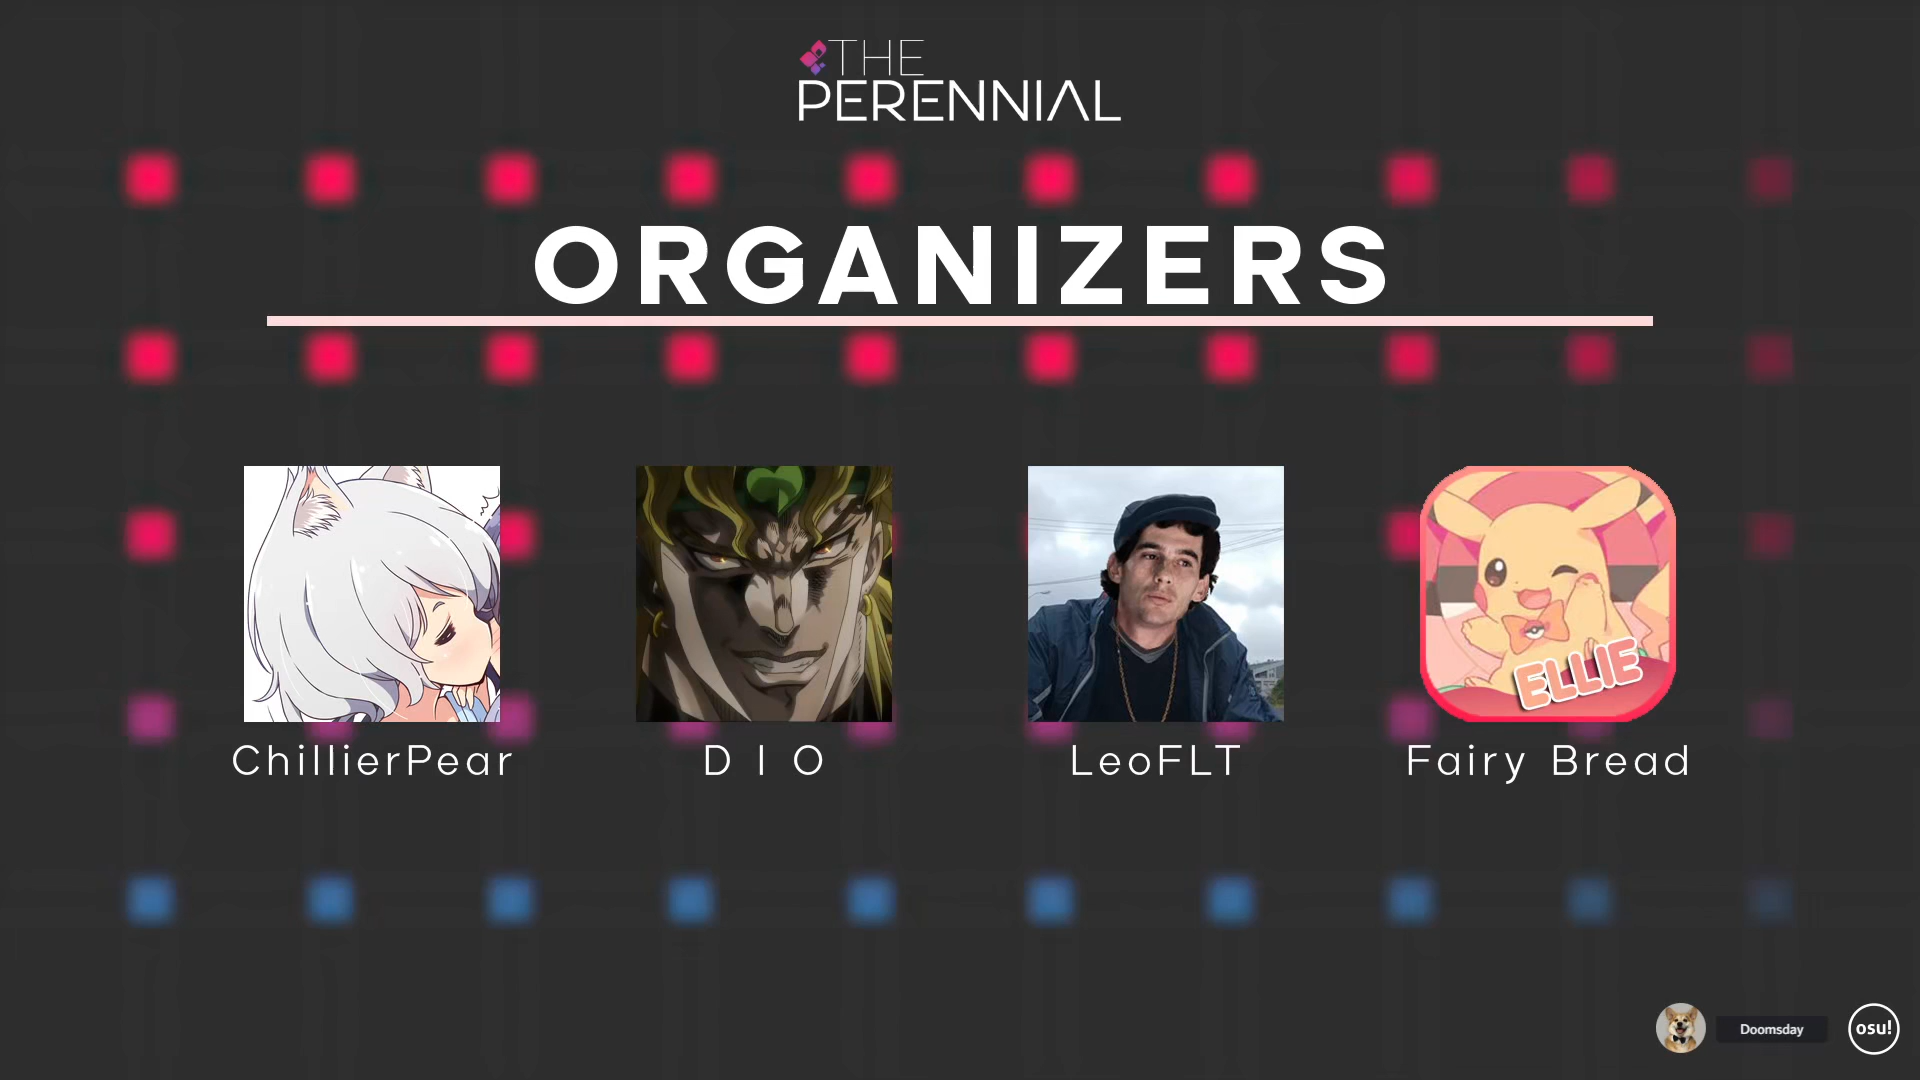 THE
PERENNIAL
ORGANIZERS
ELLIE
ChillierPear
D I O
LeoFLT
Fairy Bread
Doomsday
osu!